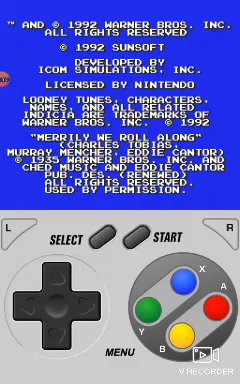 ™ AND © 1992 WARNER BROS. INC.
ALL RIGHTS RESERVED
© 1992 SUNSOFT
DEVELOPED BY
ICOM SIMULATIONS, INC.
LICENSED BY NINTENDO
LOONEY TUNES, CHARACTERS,
NAMES, AND ALL RELATED
INDICIA ARE TRADEMARKS OF
WARNER BROS. INC. © 1992
"MERRILY WE ROLL ALONG"
(CHARLES TOBIAS,
MURRAY MENCHER, EDDIE CANTOR)
© 1935 WARNER BROS. INC. AND
CHED MUSIC AND EDDIE CANTOR
PUB. DES. (RENEWED)
ALL RIGHTS RESERVED.
USED BY PERMISSION.
L
R
SELECT
START
X
A
Y
B
MENU
V RECORDER